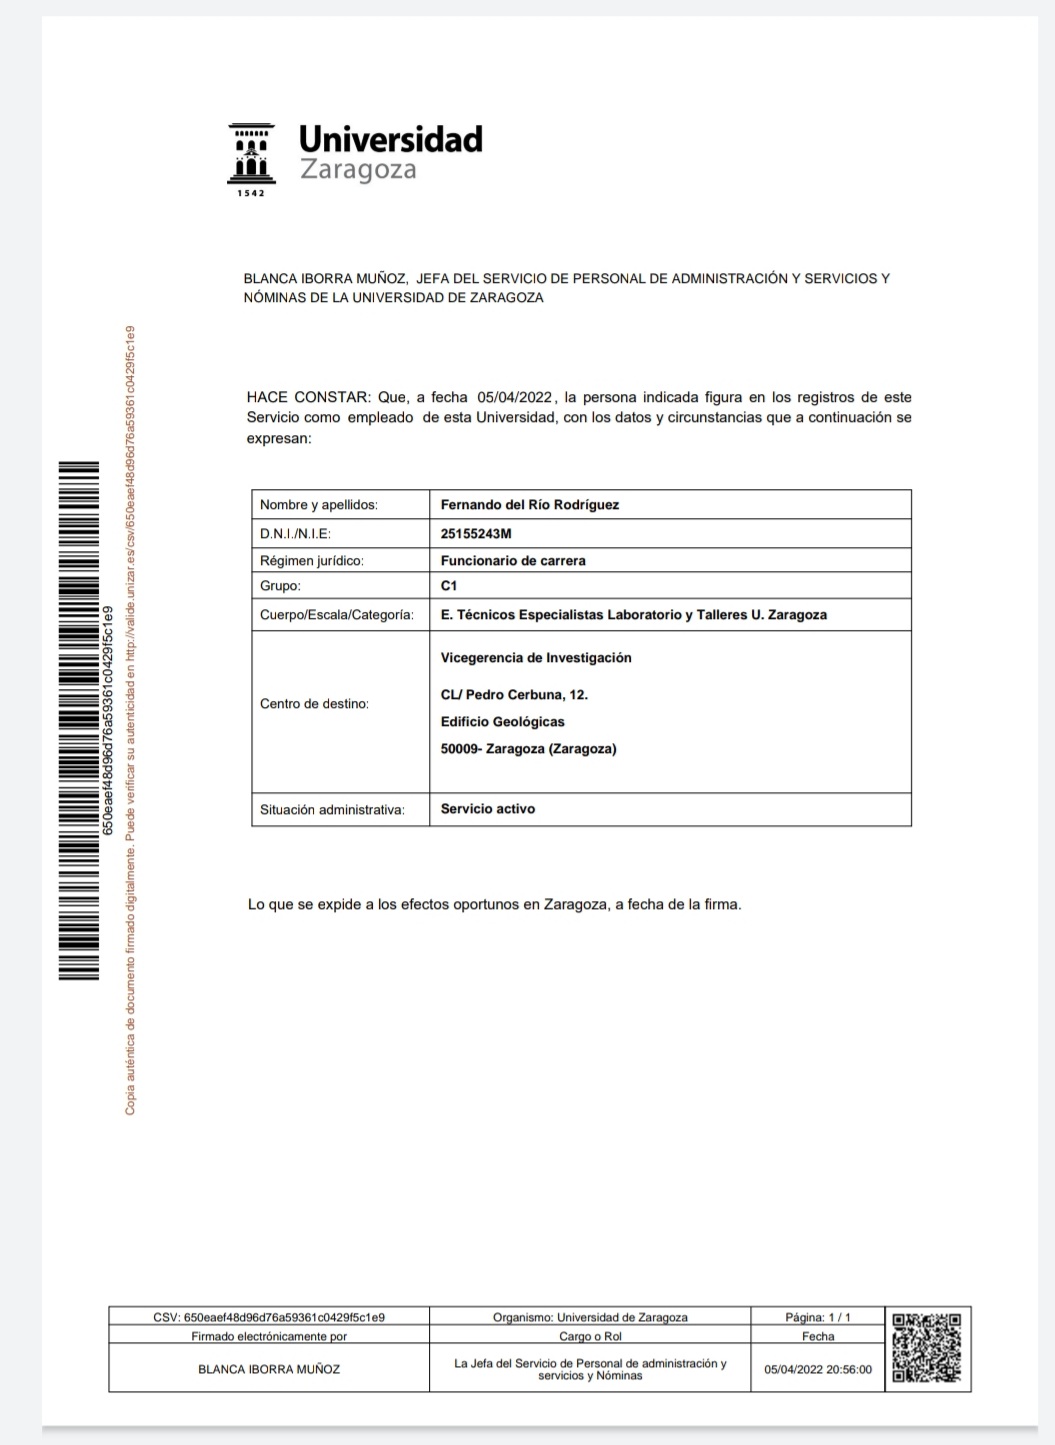 Universidad
Zaragoza
1542
BLANCA IBORRA MUÑOZ, JEFA DEL SERVICIO DE PERSONAL DE ADMINISTRACIÓN Y SERVICIOS Y
NÓMINAS DE LA UNIVERSIDAD DE ZARAGOZA
HACE CONSTAR: Que, a fecha 05/04/2022, la persona indicada figura en los registros de este
Servicio como empleado de esta Universidad, con los datos y circunstancias que a continuación se
expresan:
Nombre y apellidos: Fernando del Río Rodríguez
D.N.I./N.I.E: 25155243M
Régimen jurídico: Funcionario de carrera
Grupo: C1
Cuerpo/Escala/Categoría: E. Técnicos Especialistas Laboratorio y Talleres U. Zaragoza
Centro de destino: Vicegerencia de Investigación
CL/ Pedro Cerbuna, 12.
Edificio Geológicas
50009- Zaragoza (Zaragoza)
Situación administrativa: Servicio activo
Lo que se expide a los efectos oportunos en Zaragoza, a fecha de la firma.
650eaef48d96d76a59361c0429f5c1e9
Copia auténtica de documento firmado digitalmente. Puede verificar su autenticidad en http://valide.unizar.es/csv/650eaef48d96d76a59361c0429f5c1e9
CSV: 650eaef48d96d76a59361c0429f5c1e9 Organismo: Universidad de Zaragoza Página: 1 / 1
Firmado electrónicamente por Cargo o Rol Fecha
BLANCA IBORRA MUÑOZ La Jefa del Servicio de Personal de administración y servicios y Nóminas 05/04/2022 20:56:00